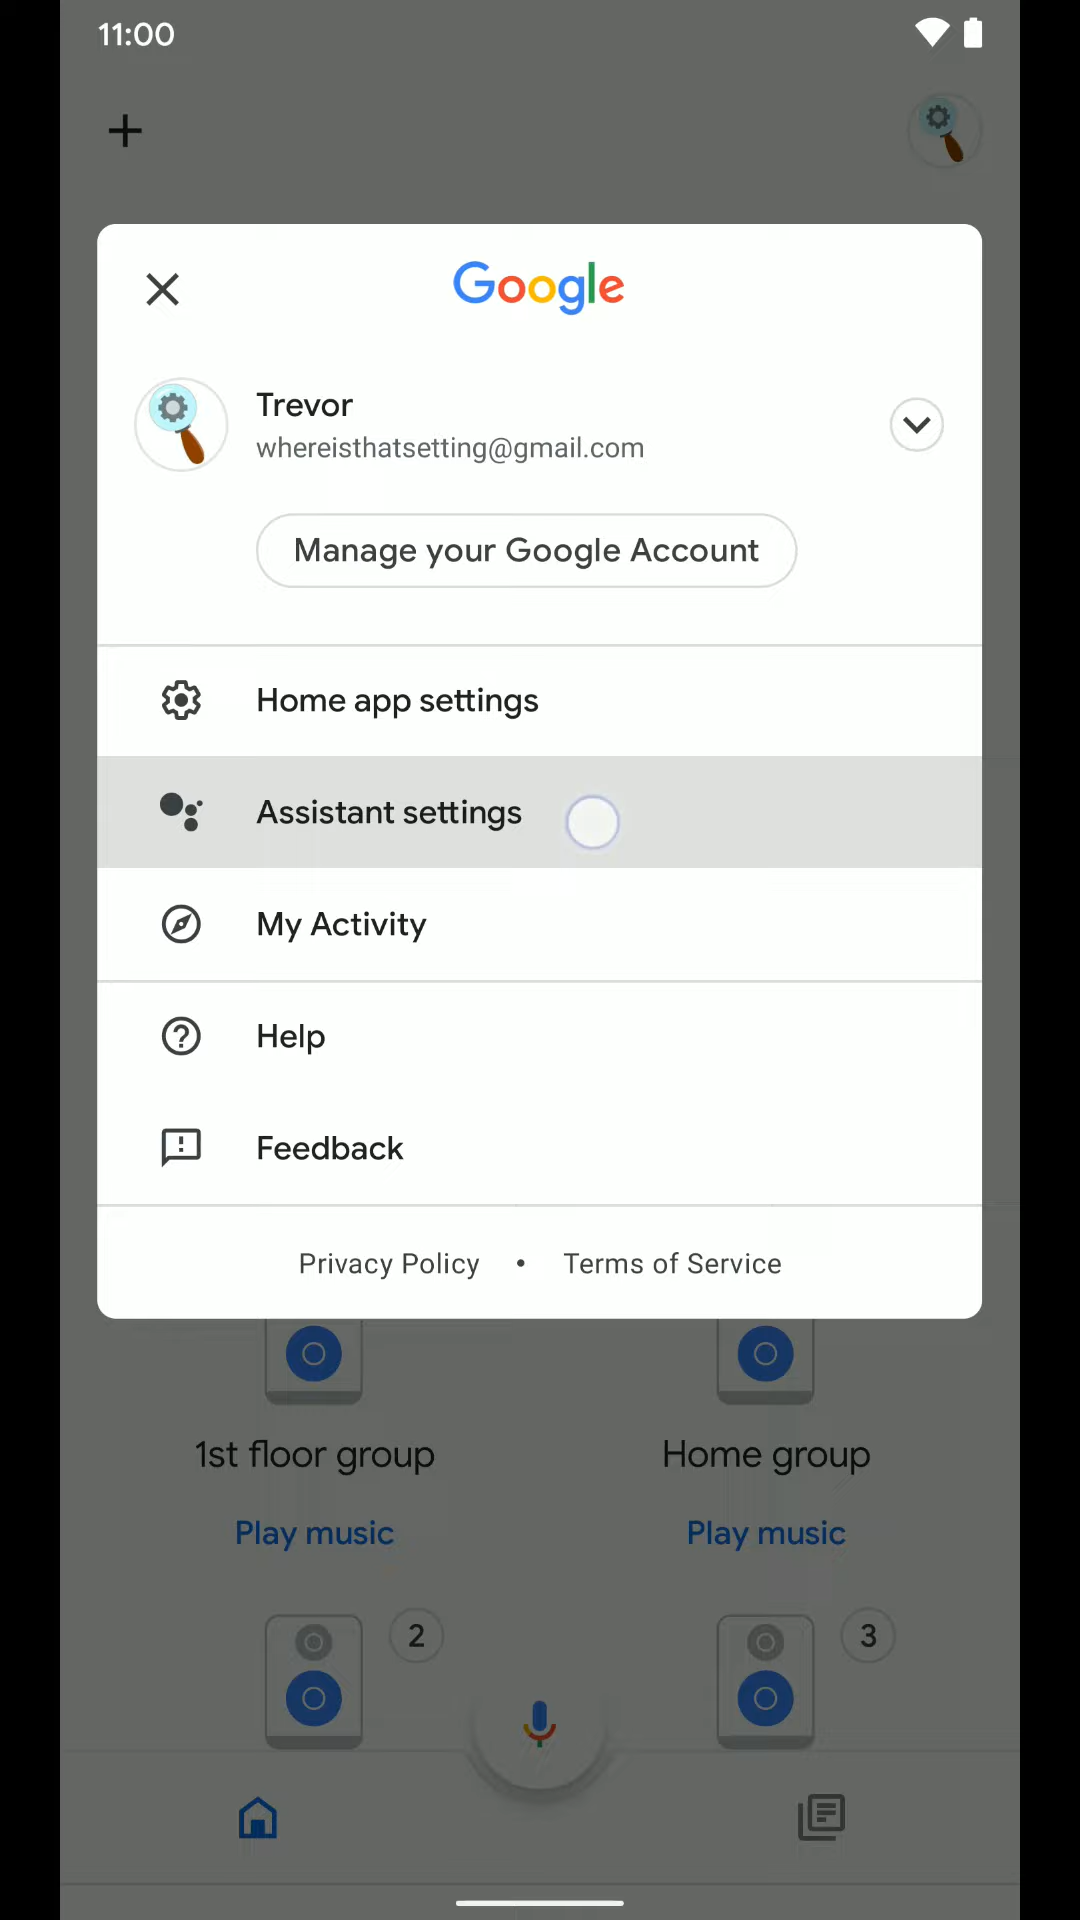 11:00
Google
Trevor
whereisthatsetting@gmail.com
Manage your Google Account
Home app settings
Assistant settings
My Activity
Help
Feedback
Privacy Policy • Terms of Service
1st floor group
Home group
Play music
Play music
2
3